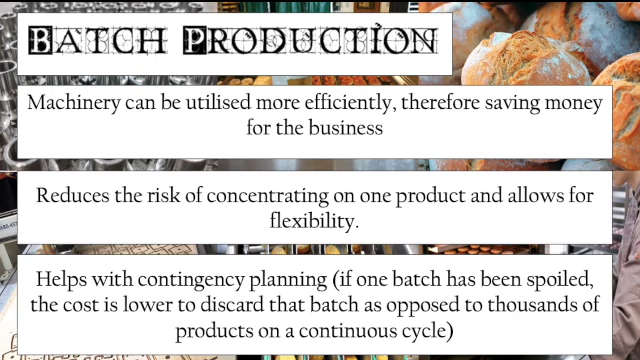 Batch Production
Machinery can be utilised more efficiently, therefore saving money
for the business
Reduces the risk of concentrating on one product and allows for
flexibility.
Helps with contingency planning (if one batch has been spoiled,
the cost is lower to discard that batch as opposed to thousands of
products on a continuous cycle)